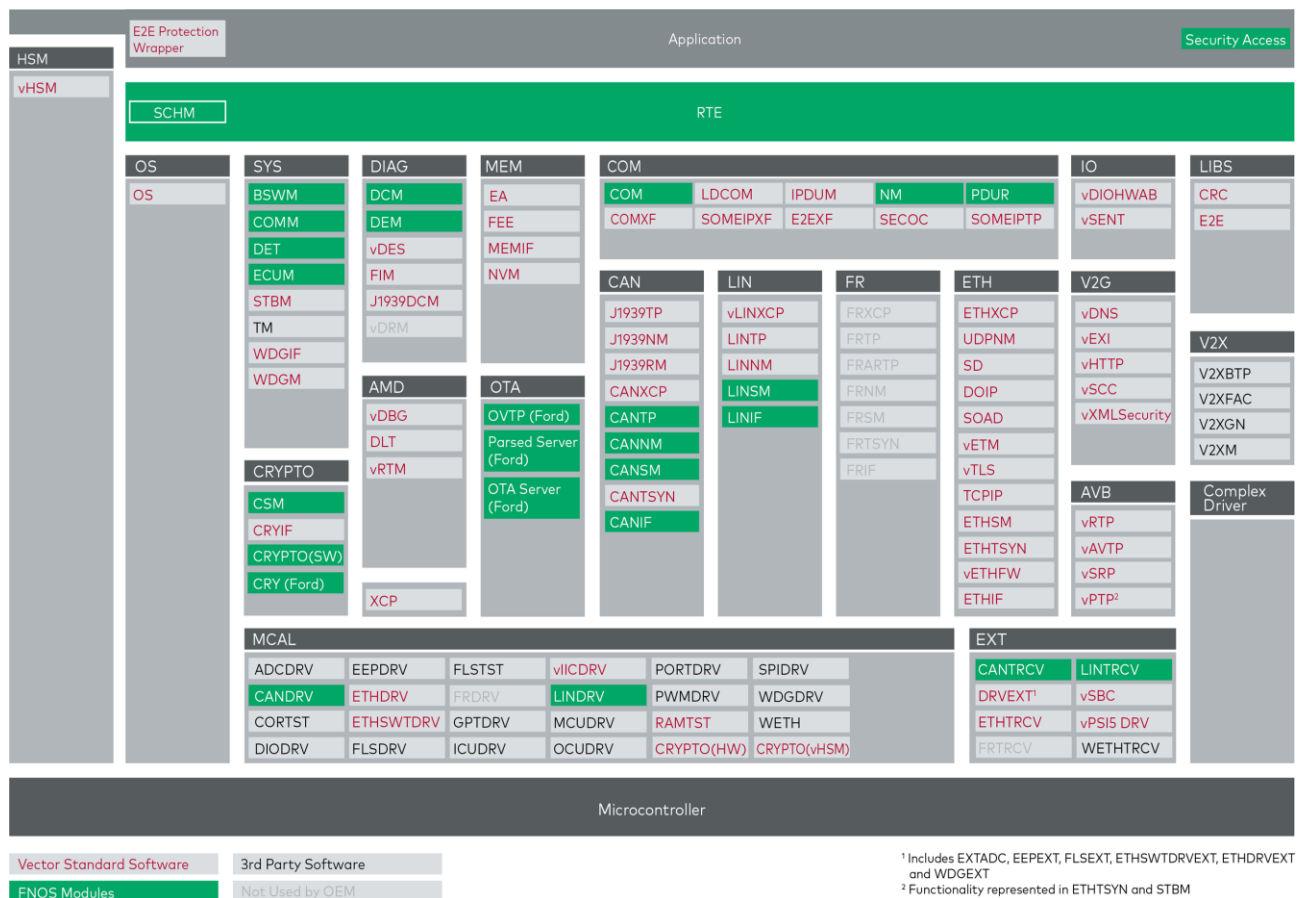 E2E Protection
Wrapper
Application
Security Access
HSM
vHSM
SCHM
RTE
OS
OS
SYS
BSWM
COMM
DET
ECUM
STBM
TM
WDGIF
WDGM
CRYPTO
CSM
CRYIF
CRYPTO(SW)
CRY (Ford)
DIAG
DCM
DEM
vDES
FIM
J1939DCM
vDRM
AMD
vDBG
DLT
vRTM
XCP
MEM
EA
FEE
MEMIF
NVM
OTA
OVTP (Ford)
Parsed Server
(Ford)
OTA Server
(Ford)
COM
COM
LDCOM
IPDUM
NM
PDUR
COMXF
SOMEIPXF
E2EXF
SECOC
SOMEIPTP
CAN
J1939TP
J1939NM
J1939RM
CANXCP
CANTP
CANNM
CANSM
CANTSYN
CANIF
LIN
vLINXCP
LINTP
LINNM
LINSM
LINIF
FR
FRXCP
FRTP
FRARTP
FRNM
FRSM
FRTSYN
FRIF
ETH
ETHXCP
UDPNM
SD
DOIP
SOAD
vETM
vTLS
TCPIP
ETHSM
ETHTSYN
vETHFW
ETHIF
IO
vDIOHWAB
vSENT
V2G
vDNS
vEXI
vHTTP
vSCC
vXMLSecurity
AVB
vRTP
vAVTP
vSRP
vPTP²
LIBS
CRC
E2E
V2X
V2XBTP
V2XFAC
V2XGN
V2XM
Complex
Driver
MCAL
ADCDRV
EEPDRV
FLSTST
vIICDRV
PORTDRV
SPIDRV
CANDRV
ETHDRV
FRDRV
LINDRV
PWMDRV
WDGDRV
CORTST
ETHSWTDRV
GPTDRV
MCUDRV
RAMTST
WETH
DIODRV
FLSDRV
ICUDRV
OCUDRV
CRYPTO(HW)
CRYPTO(vHSM)
EXT
CANTRCV
LINTRCV
DRVEXT¹
vSBC
ETHTRCV
vPSI5 DRV
FRTRCV
WETHTRCV
Microcontroller
Vector Standard Software
3rd Party Software
FNOS Modules
Not Used by OEM
¹ Includes EXTADC, EEPEXT, FLSEXT, ETHSWTDRVEXT, ETHDRVEXT
and WDGEXT
² Functionality represented in ETHTSYN and STBM